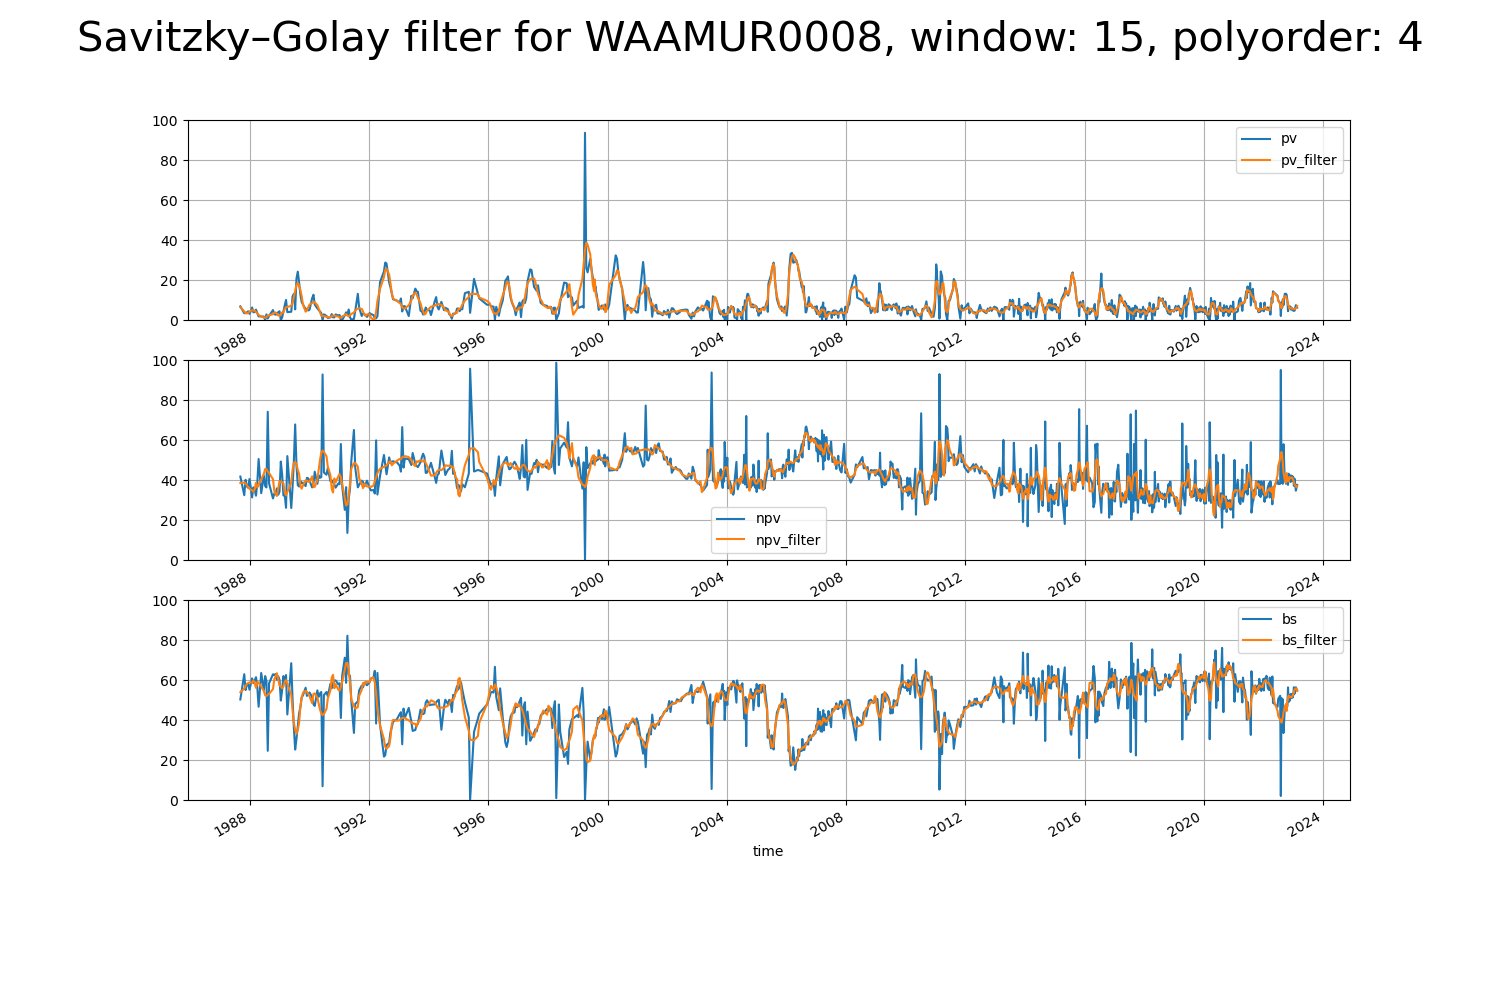 Savitzky–Golay filter for WAAMUR0008, window: 15, polyorder: 4
100
80
60
40
20
0
pv
pv_filter
1988 1992 1996 2000 2004 2008 2012 2016 2020 2024
100
80
60
40
20
0
npv
npv_filter
1988 1992 1996 2000 2004 2008 2012 2016 2020 2024
100
80
60
40
20
0
bs
bs_filter
1988 1992 1996 2000 2004 2008 2012 2016 2020 2024
time